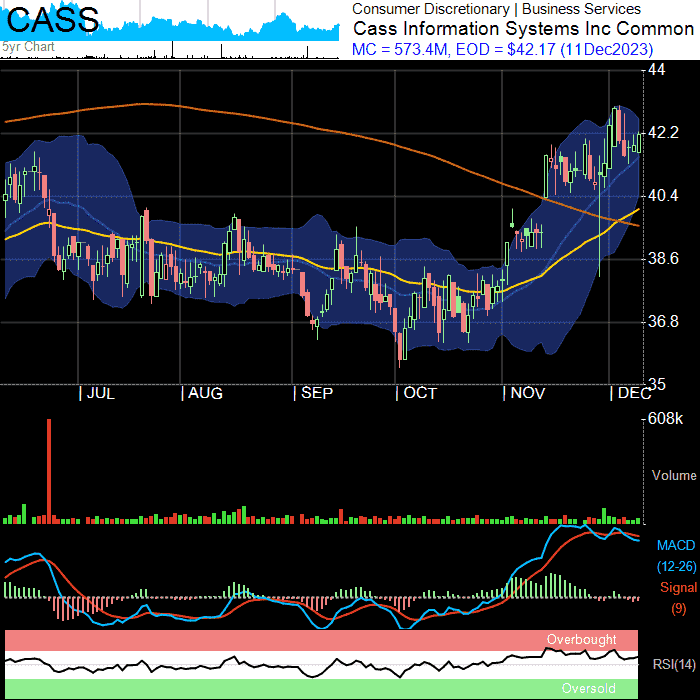 CASS
5yr Chart
Consumer Discretionary | Business Services
Cass Information Systems Inc Common
MC = 573.4M, EOD = $42.17 (11Dec2023)
44
42.2
40.4
38.6
36.8
35
| JUL | AUG | SEP | OCT | NOV | DEC
608k
Volume
MACD
(12-26)
Signal
(9)
Overbought
RSI(14)
Oversold